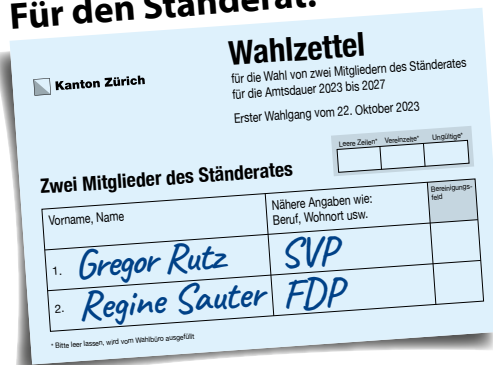 Für den Ständerat:
Wahlzettel
Kanton Zürich
für die Wahl von zwei Mitgliedern des Ständerates
für die Amtsdauer 2023 bis 2027
Erster Wahlgang vom 22. Oktober 2023
Leere Zeilen* Vereinzelte* Ungültige*
Zwei Mitglieder des Ständerates
Vorname, Name
Nähere Angaben wie:
Beruf, Wohnort usw.
Bereinigungs-
feld
1. Gregor Rutz SVP
2. Regine Sauter FDP
* Bitte leer lassen, wird vom Wahlbüro ausgefüllt